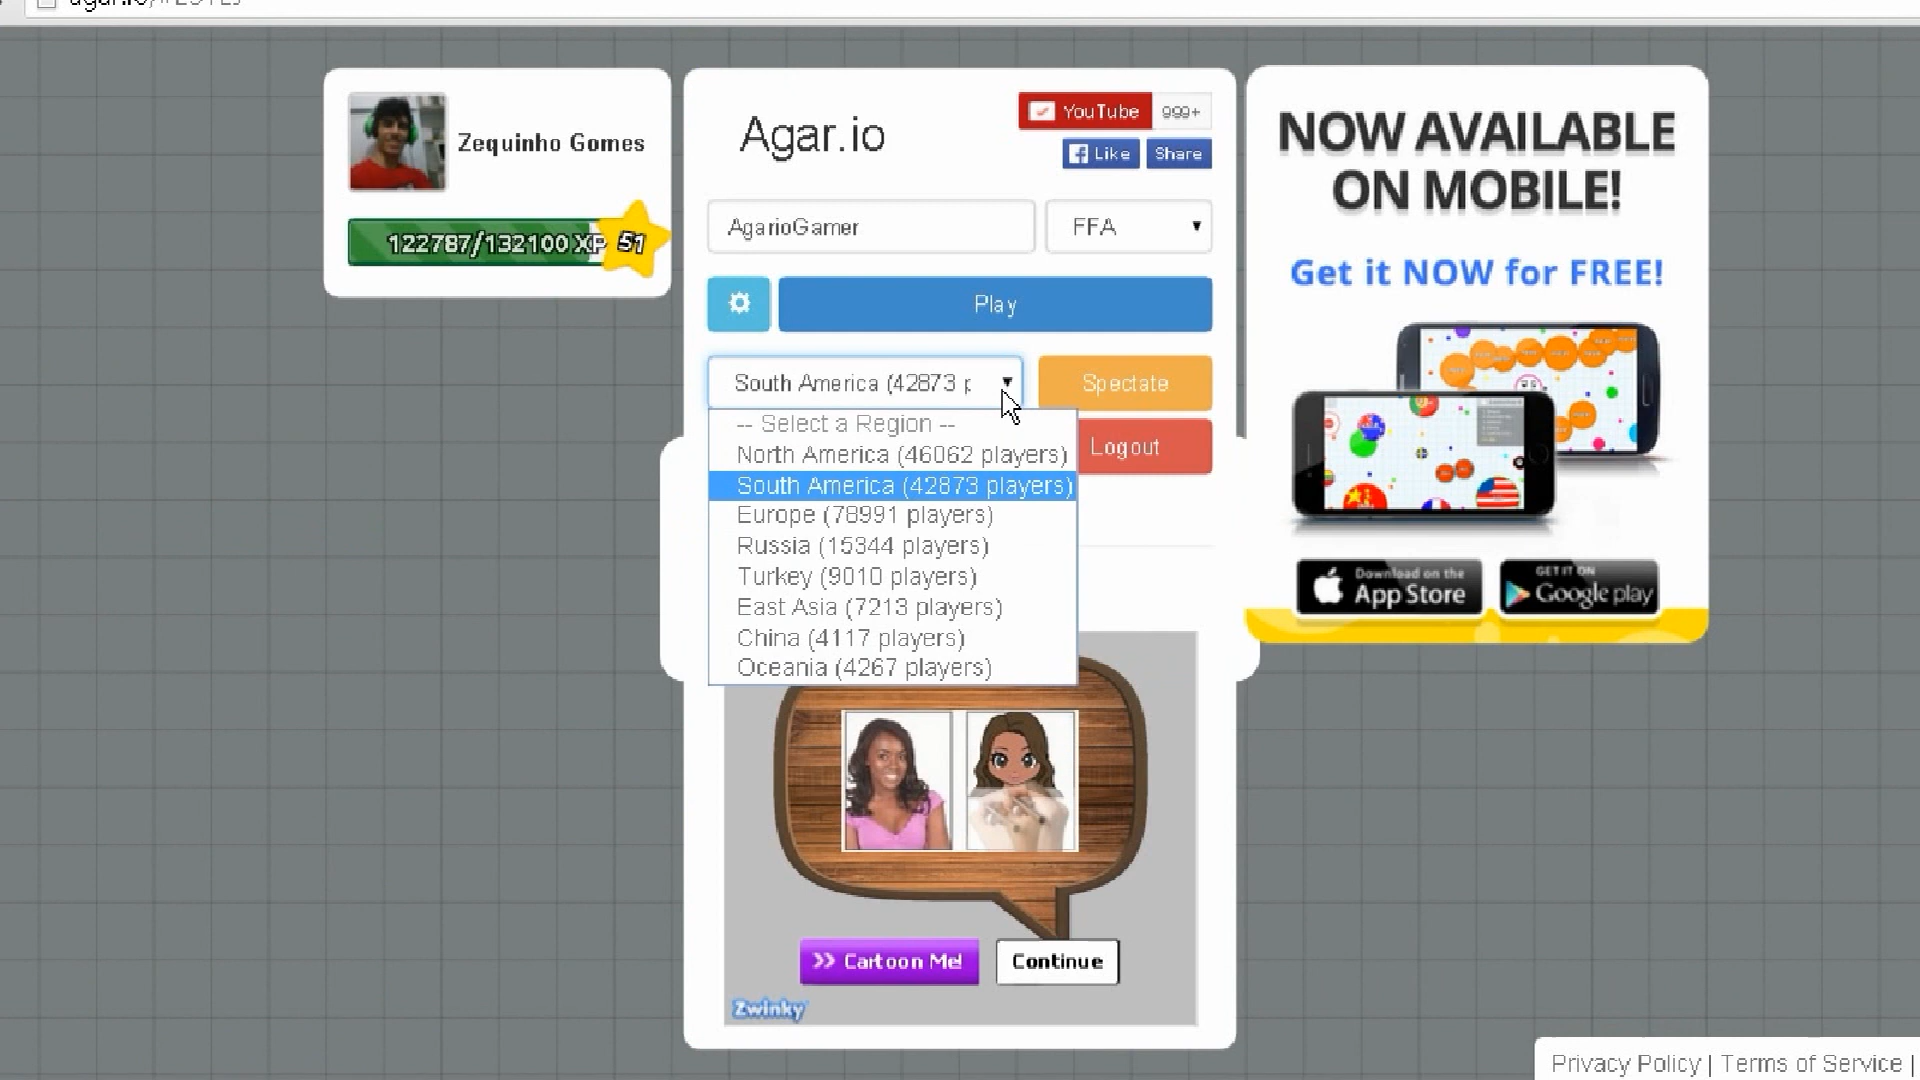 Zequinho Gomes
122787/132100 XP 51
Agar.io
YouTube 999+
Like Share
AgarioGamer
FFA
Play
South America (42873 p
Spectate
-- Select a Region --
North America (46062 players)
South America (42873 players)
Europe (78991 players)
Russia (15344 players)
Turkey (9010 players)
East Asia (7213 players)
China (4117 players)
Oceania (4267 players)
Logout
>> Cartoon Me!
Continue
Zwinky
NOW AVAILABLE
ON MOBILE!
Get it NOW for FREE!
Download on the
App Store
GET IT ON
Google play
Privacy Policy | Terms of Service |